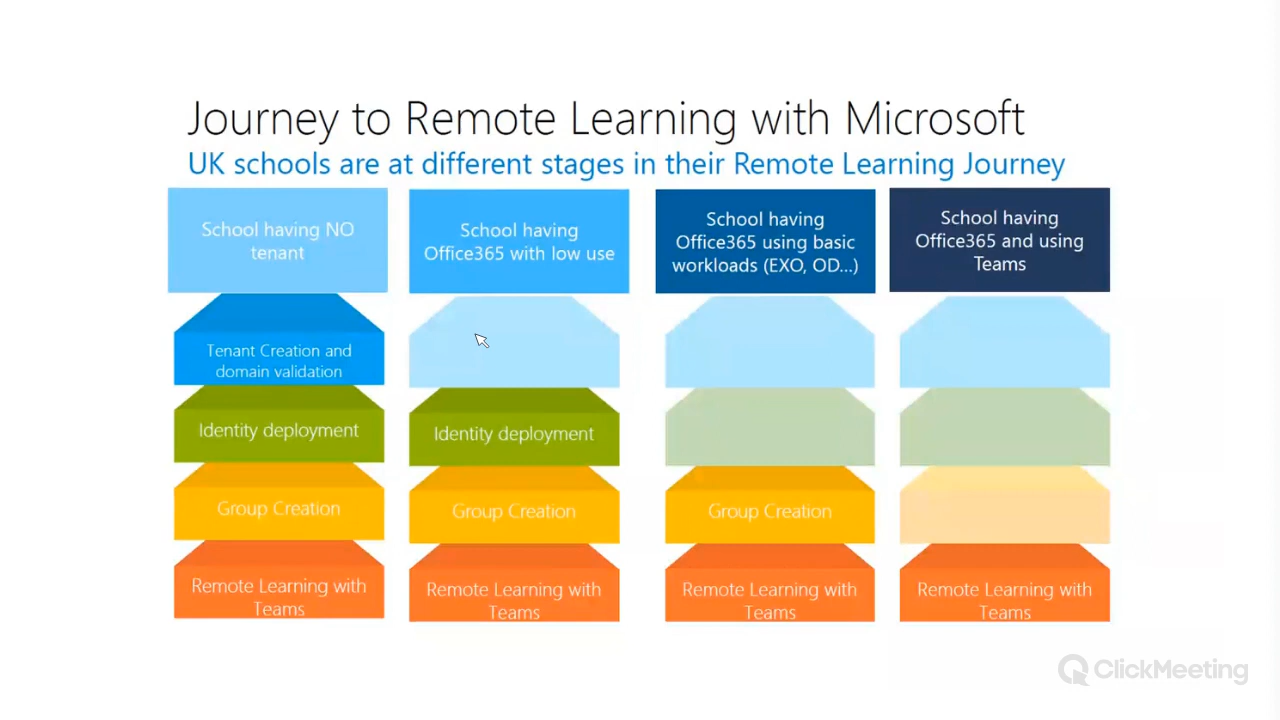 Journey to Remote Learning with Microsoft
UK schools are at different stages in their Remote Learning Journey
School having NO
tenant
Tenant Creation and
domain validation
Identity deployment
Group Creation
Remote Learning with
Teams
School having
Office365 with low use
Identity deployment
Group Creation
Remote Learning with
Teams
School having
Office365 using basic
workloads (EXO, OD...)
Group Creation
Remote Learning with
Teams
School having
Office365 and using
Teams
Remote Learning with
Teams
ClickMeeting